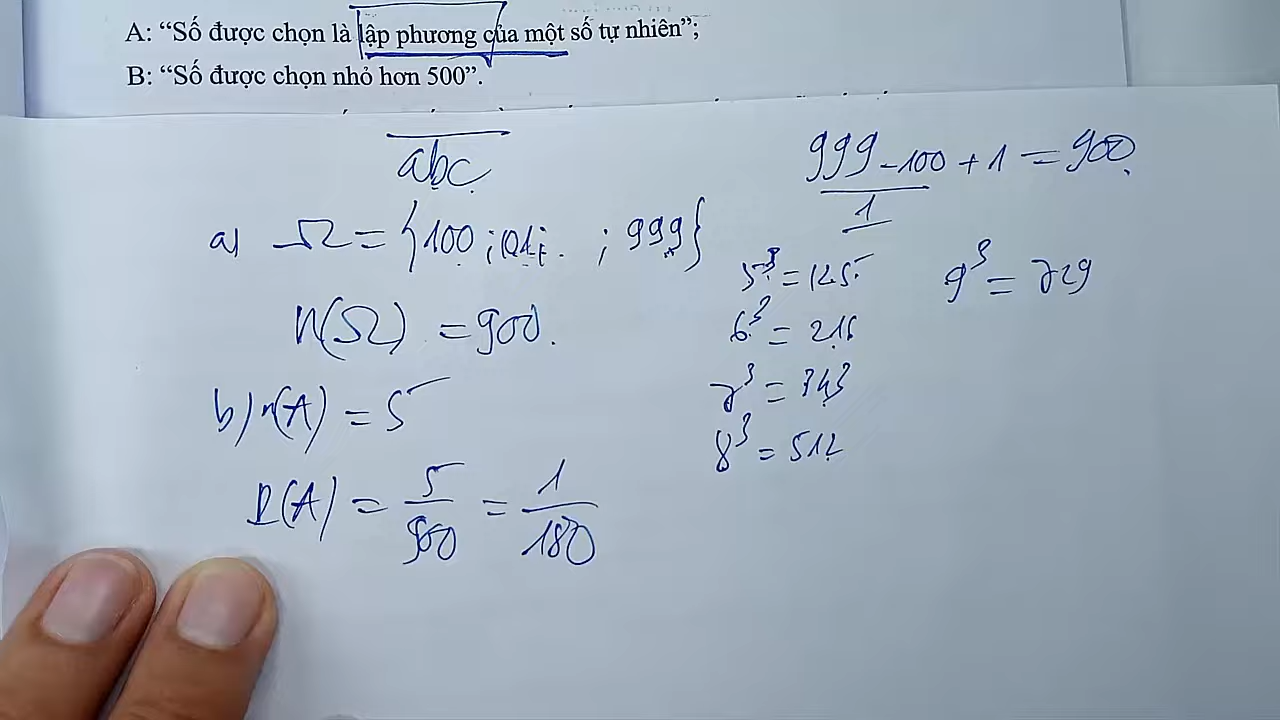 A: “Số được chọn là lập phương của một số tự nhiên”;
B: “Số được chọn nhỏ hơn 500”.
abc
a) Ω = {100 ; 101; . ; 999}
n(Ω) = 900.
b) n(A) = 5
P(A) = 5/900 = 1/180
999 - 100 + 1 = 900.
1
5³ = 125
6³ = 216
7³ = 343
8³ = 512
9³ = 729